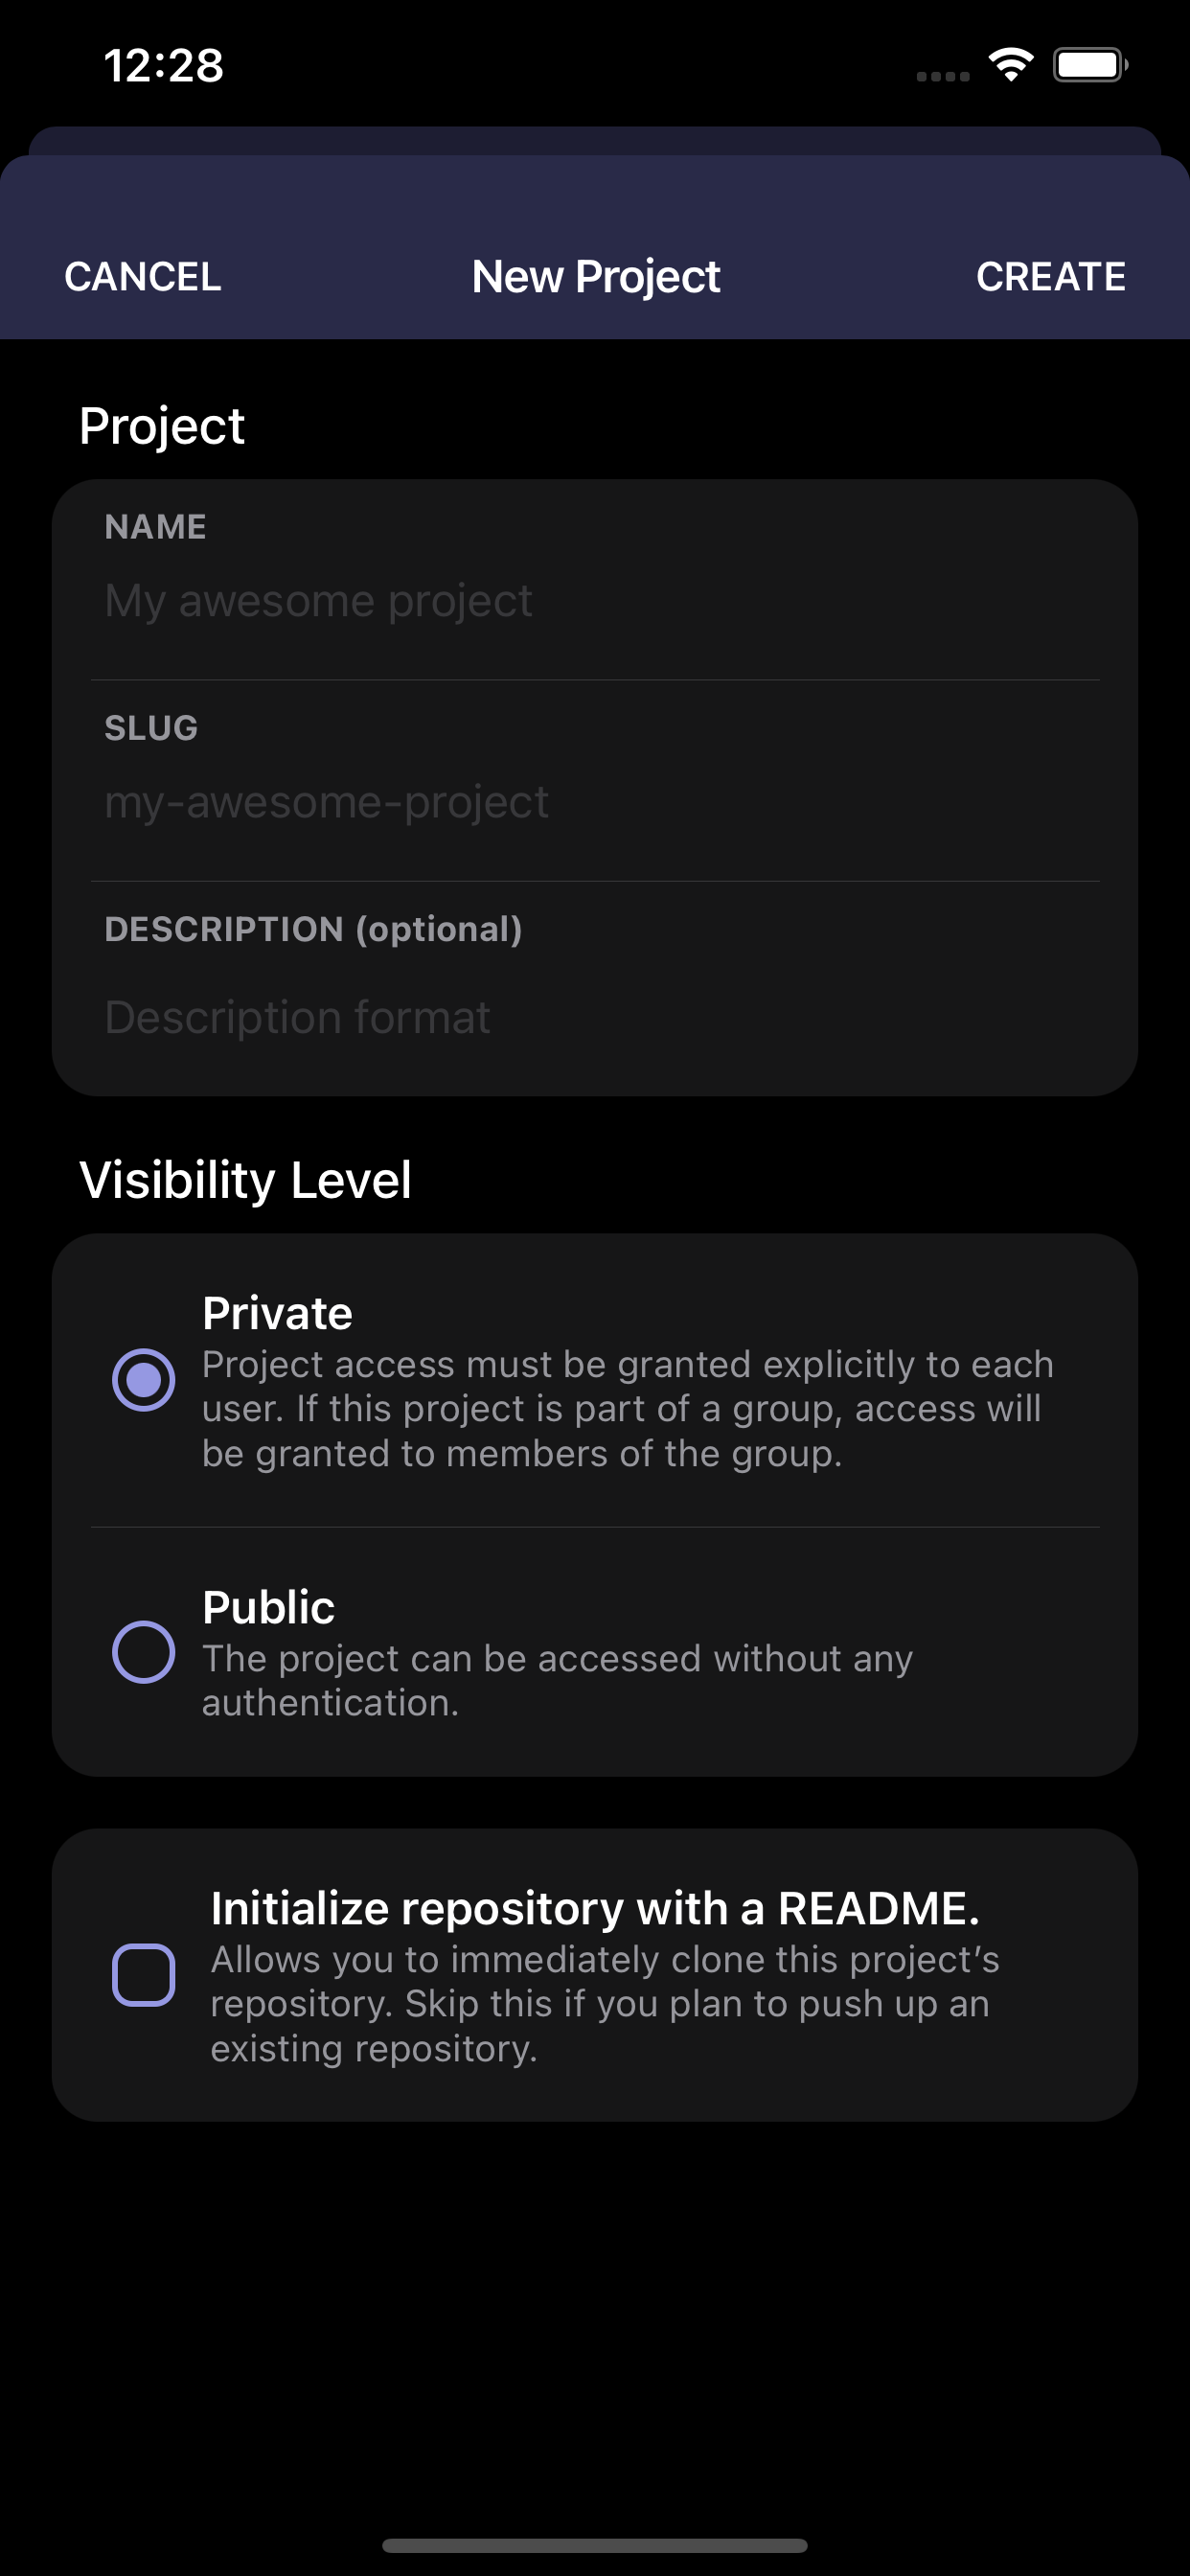 12:28
CANCEL
New Project
CREATE
Project
NAME
My awesome project
SLUG
my-awesome-project
DESCRIPTION (optional)
Description format
Visibility Level
Private
Project access must be granted explicitly to each
user. If this project is part of a group, access will
be granted to members of the group.
Public
The project can be accessed without any
authentication.
Initialize repository with a README.
Allows you to immediately clone this project’s
repository. Skip this if you plan to push up an
existing repository.